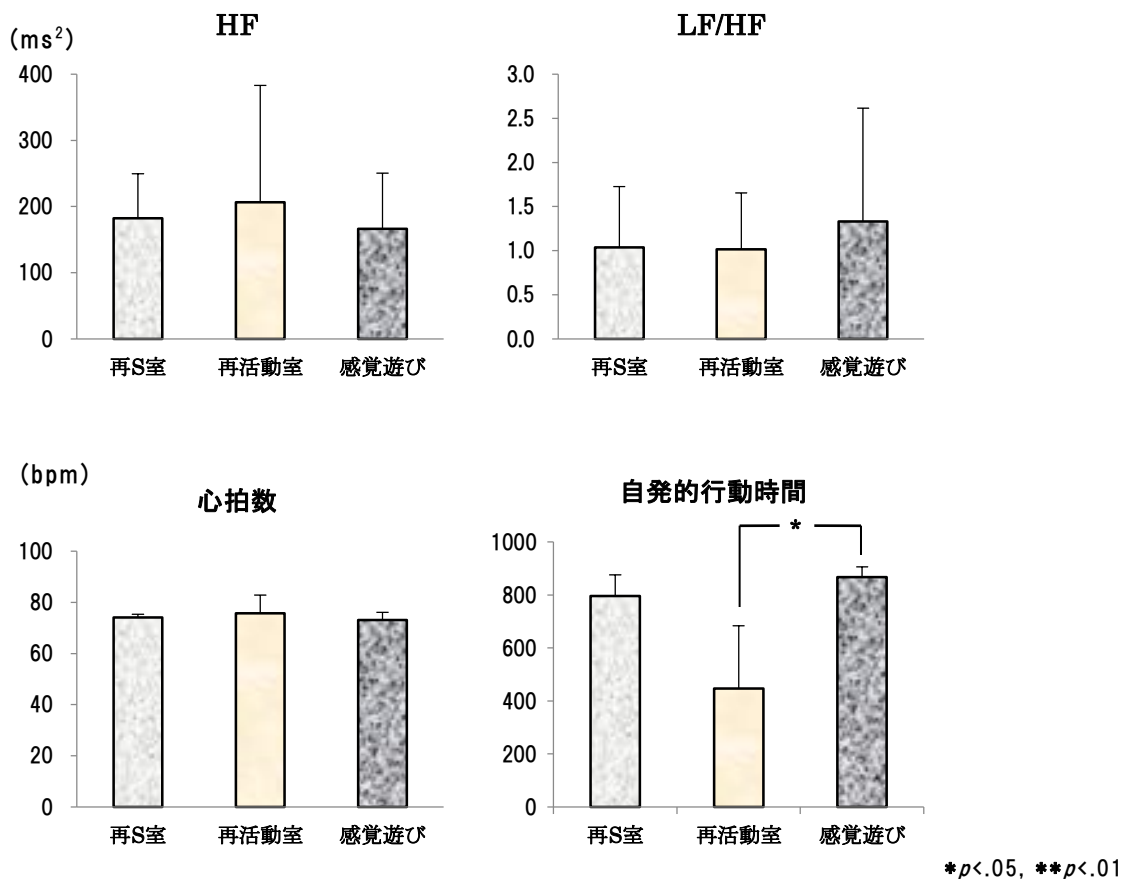 HF
(ms²)
400
300
200
100
0
再S室 再活動室 感覚遊び
LF/HF
3.0
2.5
2.0
1.5
1.0
0.5
0.0
再S室 再活動室 感覚遊び
(bpm)
心拍数
100
80
60
40
20
0
再S室 再活動室 感覚遊び
自発的行動時間
*
1000
800
600
400
200
0
再S室 再活動室 感覚遊び
*p<.05, **p<.01